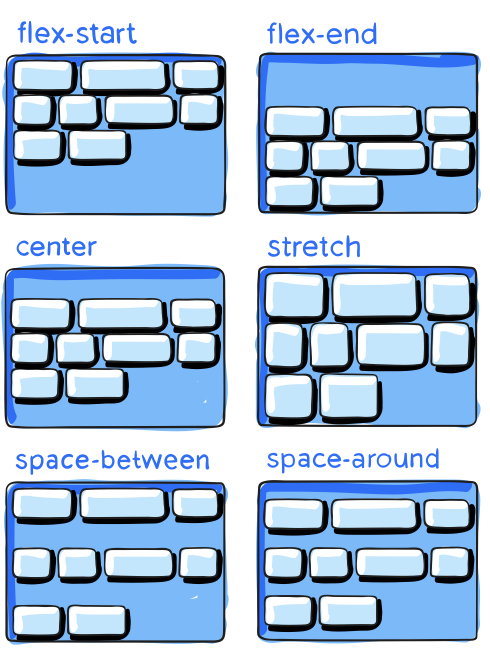 flex-start
flex-end
center
stretch
space-between
space-around